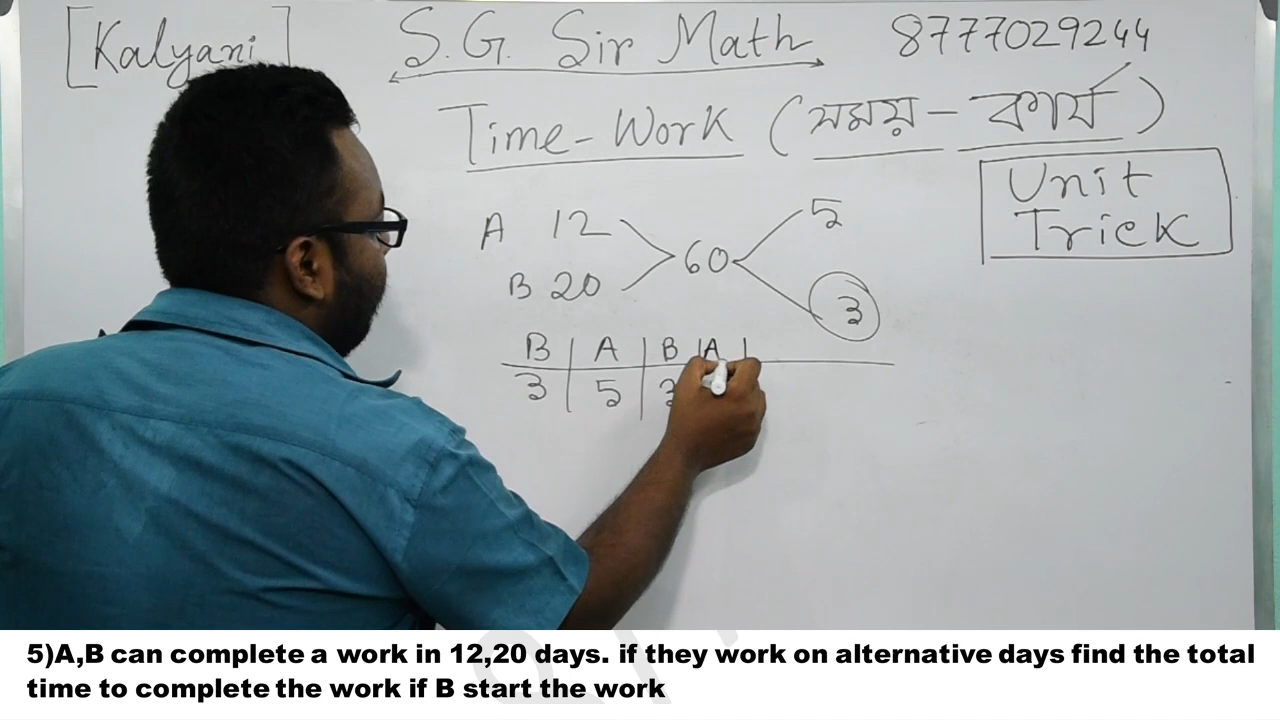 [Kalyani] S.G. Sir Math 8777029244
Time-Work (সময়-কার্য)
Unit
Trick
A 12 60 5
B 20 3
B A B A
3 5 3
5)A,B can complete a work in 12,20 days. if they work on alternative days find the total
time to complete the work if B start the work